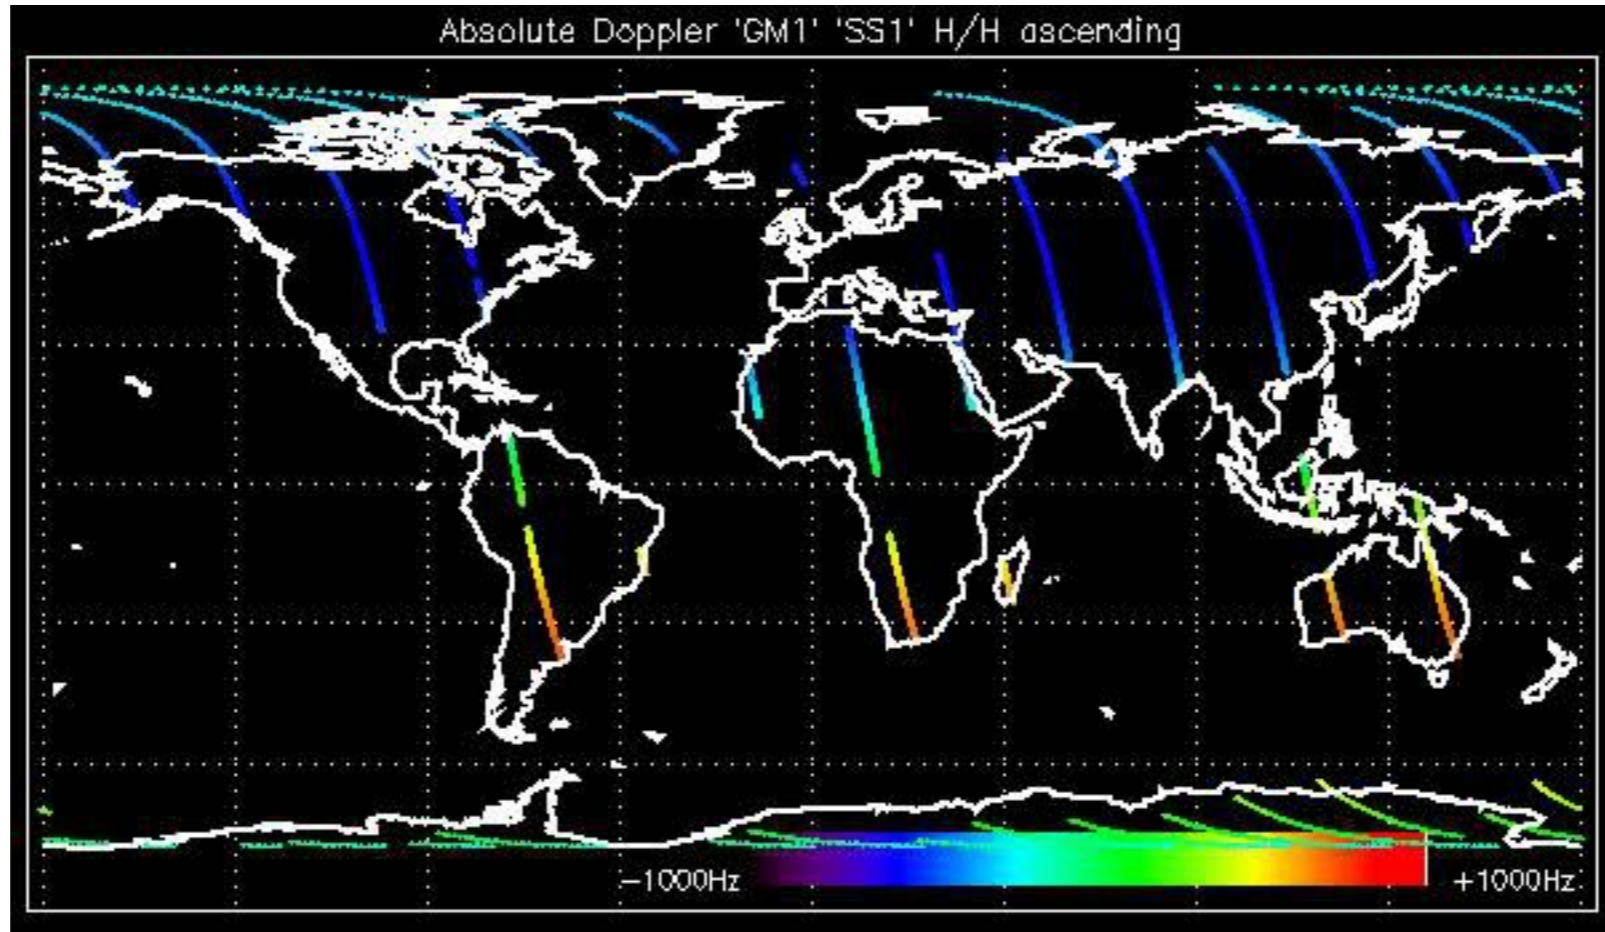 Absolute Doppler 'GM1' 'SS1' H/H ascending
−1000Hz +1000Hz